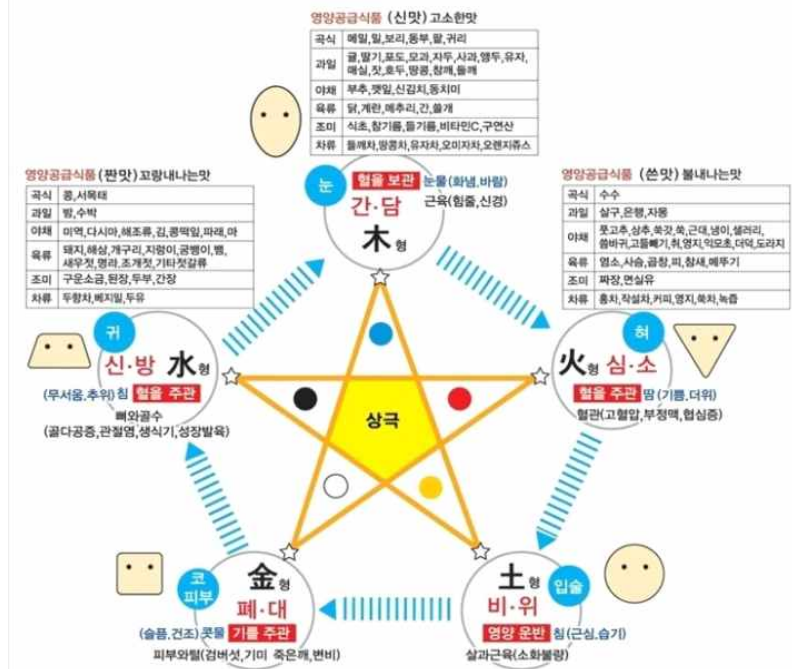 영양공급식품 (신맛) 고소한맛
곡식 메밀,밀,보리,동부,팥,귀리
과일 귤,딸기,포도,모과,자두,사과,앵두,유자,
매실,잣,호두,땅콩,참깨,들깨
야채 부추,깻잎,신김치,동치미
육류 닭,계란,메추리,간,쓸개
조미 식초,참기름,들기름,비타민C,구연산
차류 들깨차,땅콩차,유자차,오미자차,오렌지쥬스
영양공급식품 (짠맛) 꼬랑내나는맛
곡식 콩,서목태
과일 밤,수박
야채 미역,다시마,해조류,김,콩떡잎,파래,마
육류 돼지,해삼,개구리,지렁이,굼벵이,뱀,
새우젓,명라,조개젓,기타젓갈류
조미 구운소금,된장,두부,간장
차류 두향차,베지밀,두유
영양공급식품 (쓴맛) 불내나는맛
곡식 수수
과일 살구,은행,자몽
야채 풋고추,상추,쑥갓,쑥,근대,냉이,샐러리,
씀바귀,고들빼기,취,영지,익모초,더덕,도라지
육류 염소,사슴,곱창,피,참새,메뚜기
조미 짜장,면실유
차류 홍차,작설차,커피,영지,쑥차,녹즙
눈
혈을 보관 눈물(화냄,바람)
간·담 근육(힘줄,신경)
木형
귀
신·방 水형
(무서움,추위)침 혈을 주관
뼈와골수
(골다공증,관절염,생식기,성장발육)
혀
火형 심·소
혈을 주관 땀(기쁨,더위)
혈관(고혈압,부정맥,협심증)
상극
코
피부
金형
폐·대
(슬픔,건조)콧물 기를 주관
피부와털(검버섯,기미 죽은깨,변비)
입술
土형
비·위
영양 운반 침(근심,습기)
살과근육(소화불량)